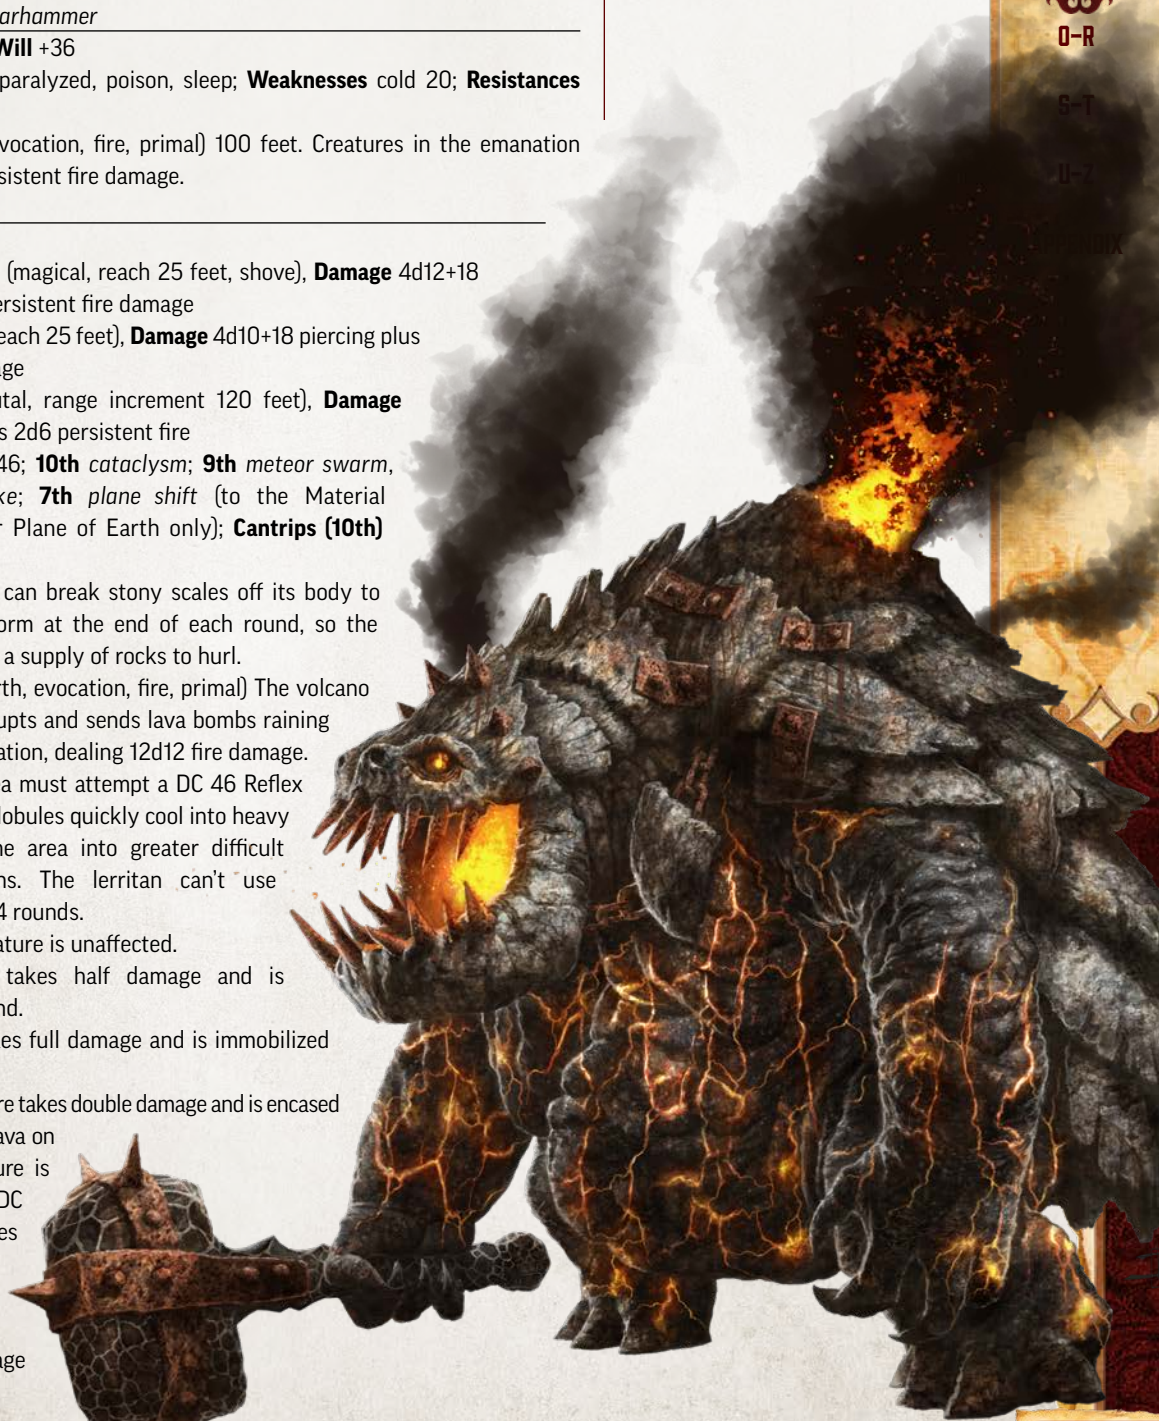 arhammer
Will +36
paralyzed, poison, sleep; Weaknesses cold 20; Resistances
vocation, fire, primal) 100 feet. Creatures in the emanation
sistent fire damage.
(magical, reach 25 feet, shove), Damage 4d12+18
ersistent fire damage
each 25 feet), Damage 4d10+18 piercing plus
ge
tal, range increment 120 feet), Damage
s 2d6 persistent fire
46; 10th cataclysm; 9th meteor swarm,
ke; 7th plane shift (to the Material
r Plane of Earth only); Cantrips (10th)
can break stony scales off its body to
orm at the end of each round, so the
a supply of rocks to hurl.
rth, evocation, fire, primal) The volcano
upts and sends lava bombs raining
ation, dealing 12d12 fire damage.
ea must attempt a DC 46 Reflex
lobules quickly cool into heavy
he area into greater difficult
ns. The lerritan can't use
4 rounds.
ature is unaffected.
takes half damage and is
nd.
es full damage and is immobilized
re takes double damage and is encased
ava on
ure is
DC
es
age
O–R
S–T
U–Z
APPENDIX